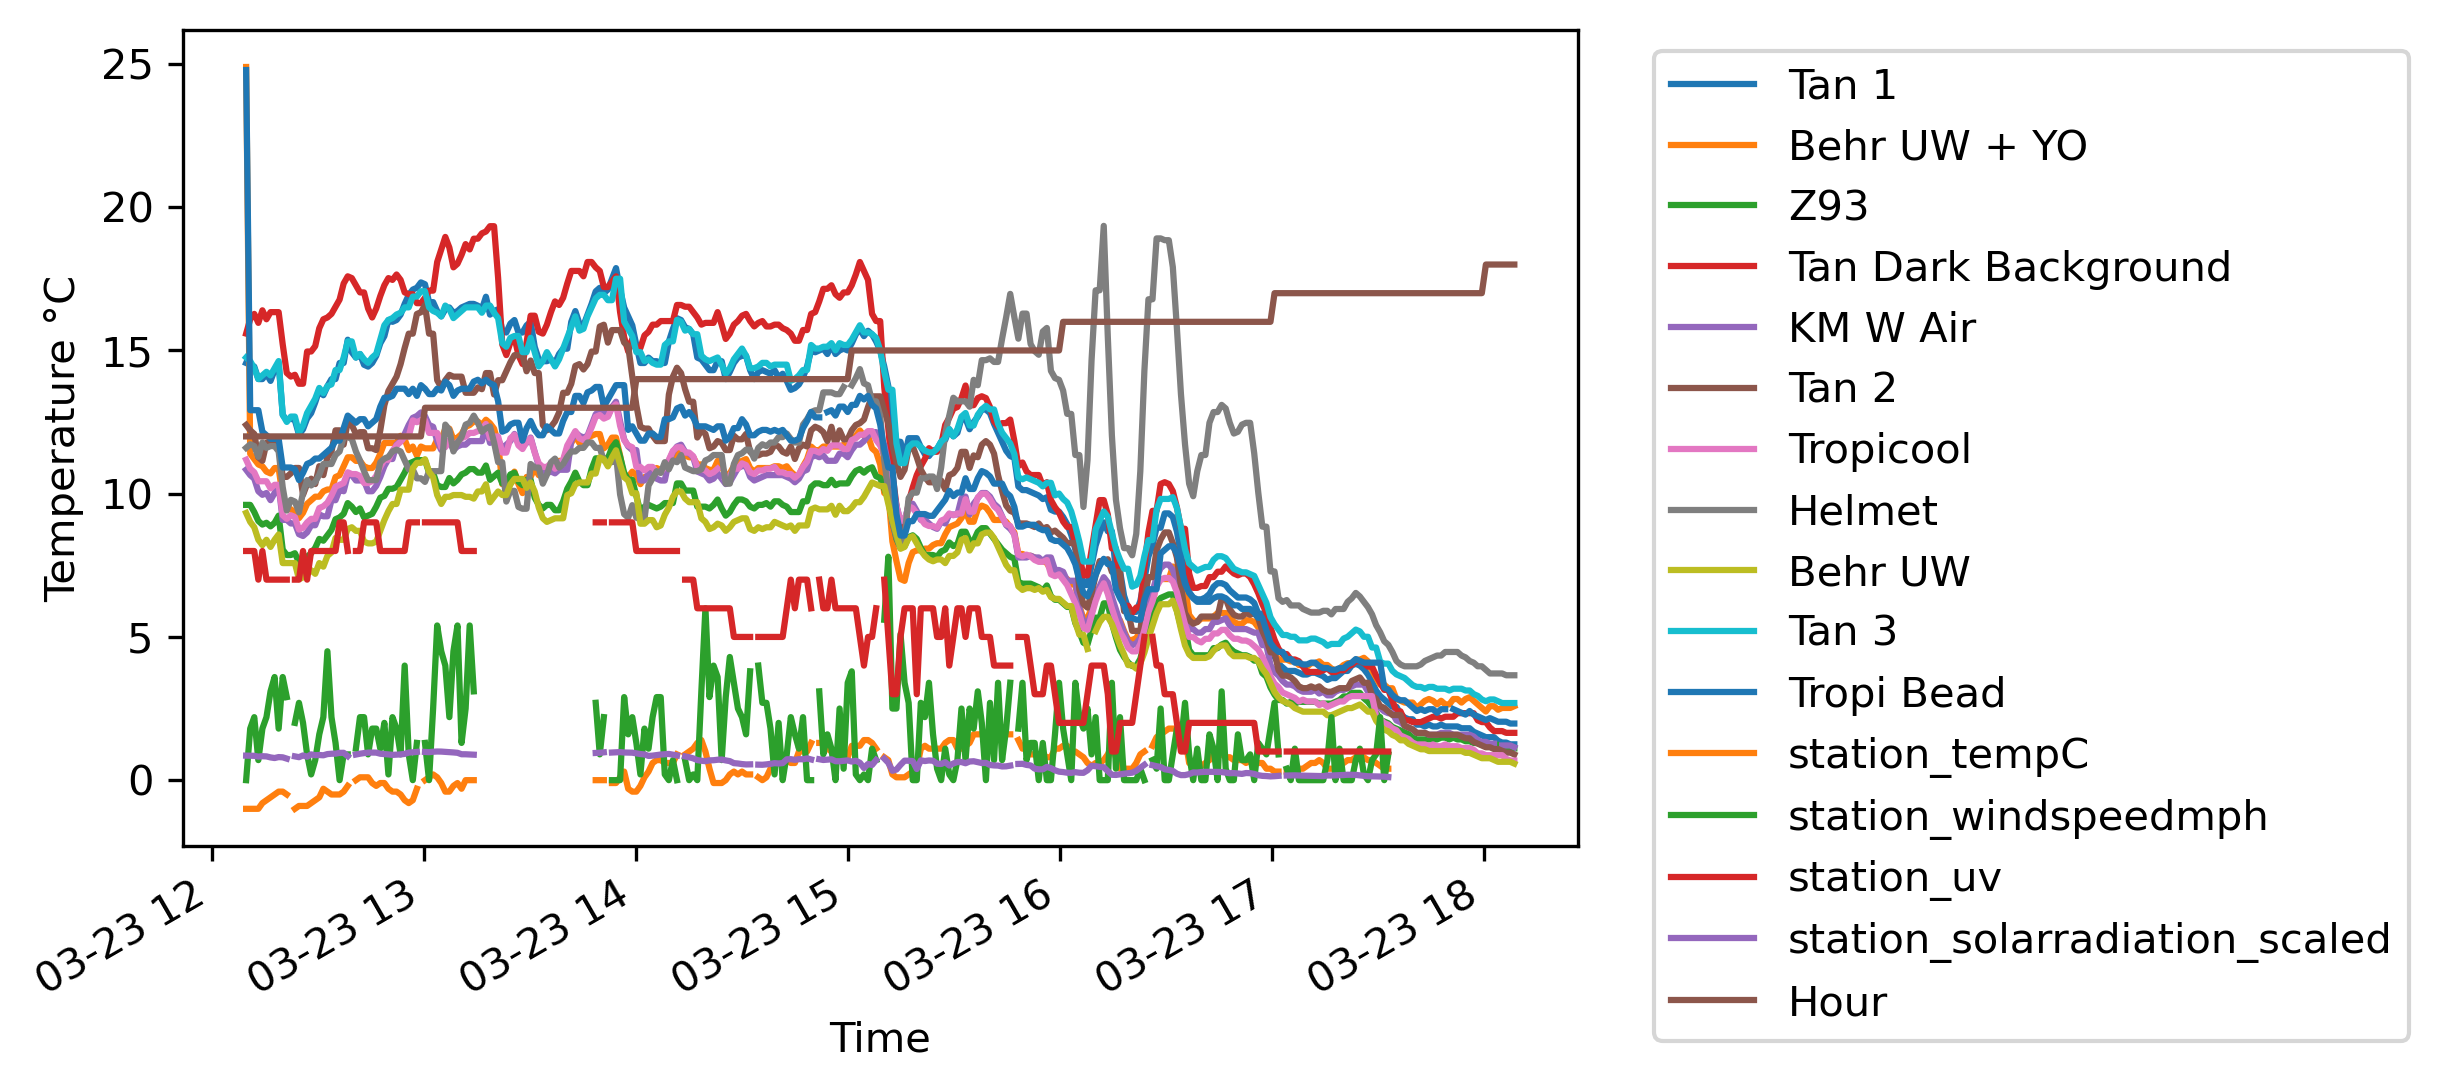 25
20
15
10
5
0
Temperature °C
03-23 12
03-23 13
03-23 14
03-23 15
03-23 16
03-23 17
03-23 18
Time
Tan 1
Behr UW + YO
Z93
Tan Dark Background
KM W Air
Tan 2
Tropicool
Helmet
Behr UW
Tan 3
Tropi Bead
station_tempC
station_windspeedmph
station_uv
station_solarradiation_scaled
Hour